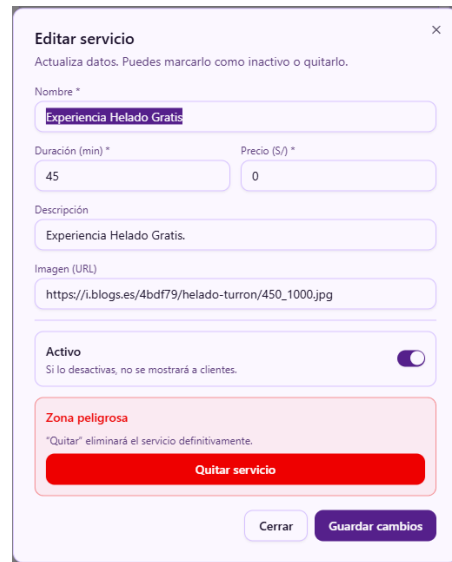 Editar servicio
Actualiza datos. Puedes marcarlo como inactivo o quitarlo.
Nombre *
Experiencia Helado Gratis
Duración (min) * Precio (S/) *
45 0
Descripción
Experiencia Helado Gratis.
Imagen (URL)
https://i.blogs.es/4bdf79/helado-turron/450_1000.jpg
Activo
Si lo desactivas, no se mostrará a clientes.
Zona peligrosa
"Quitar" eliminará el servicio definitivamente.
Quitar servicio
Cerrar Guardar cambios